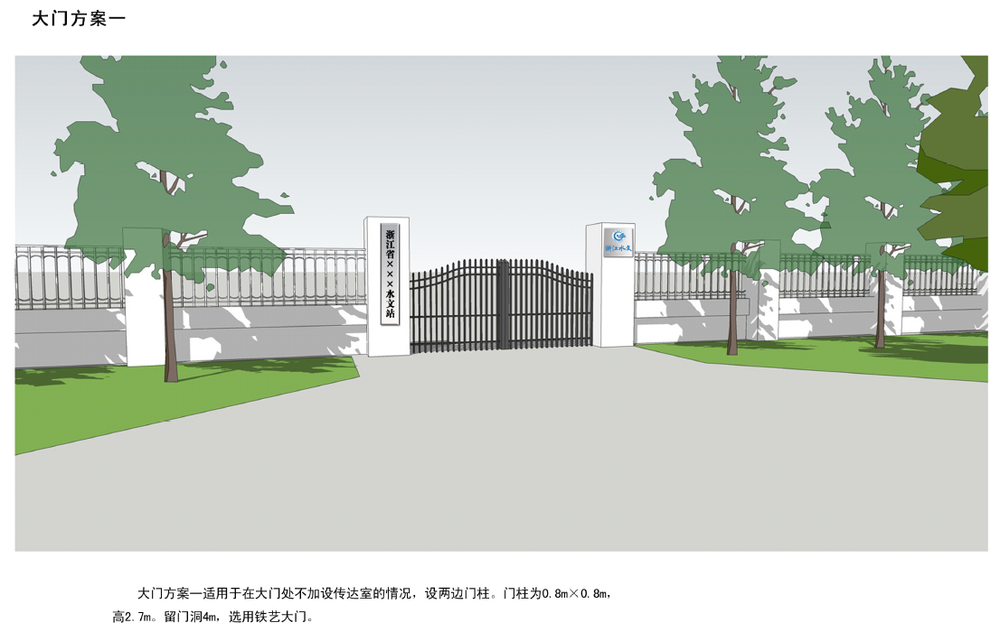 大门方案一
浙江省×××水文站
浙江水文
大门方案一适用于在大门处不加设传达室的情况，设两边门柱。门柱为0.8m×0.8m，
高2.7m。留门洞4m，选用铁艺大门。